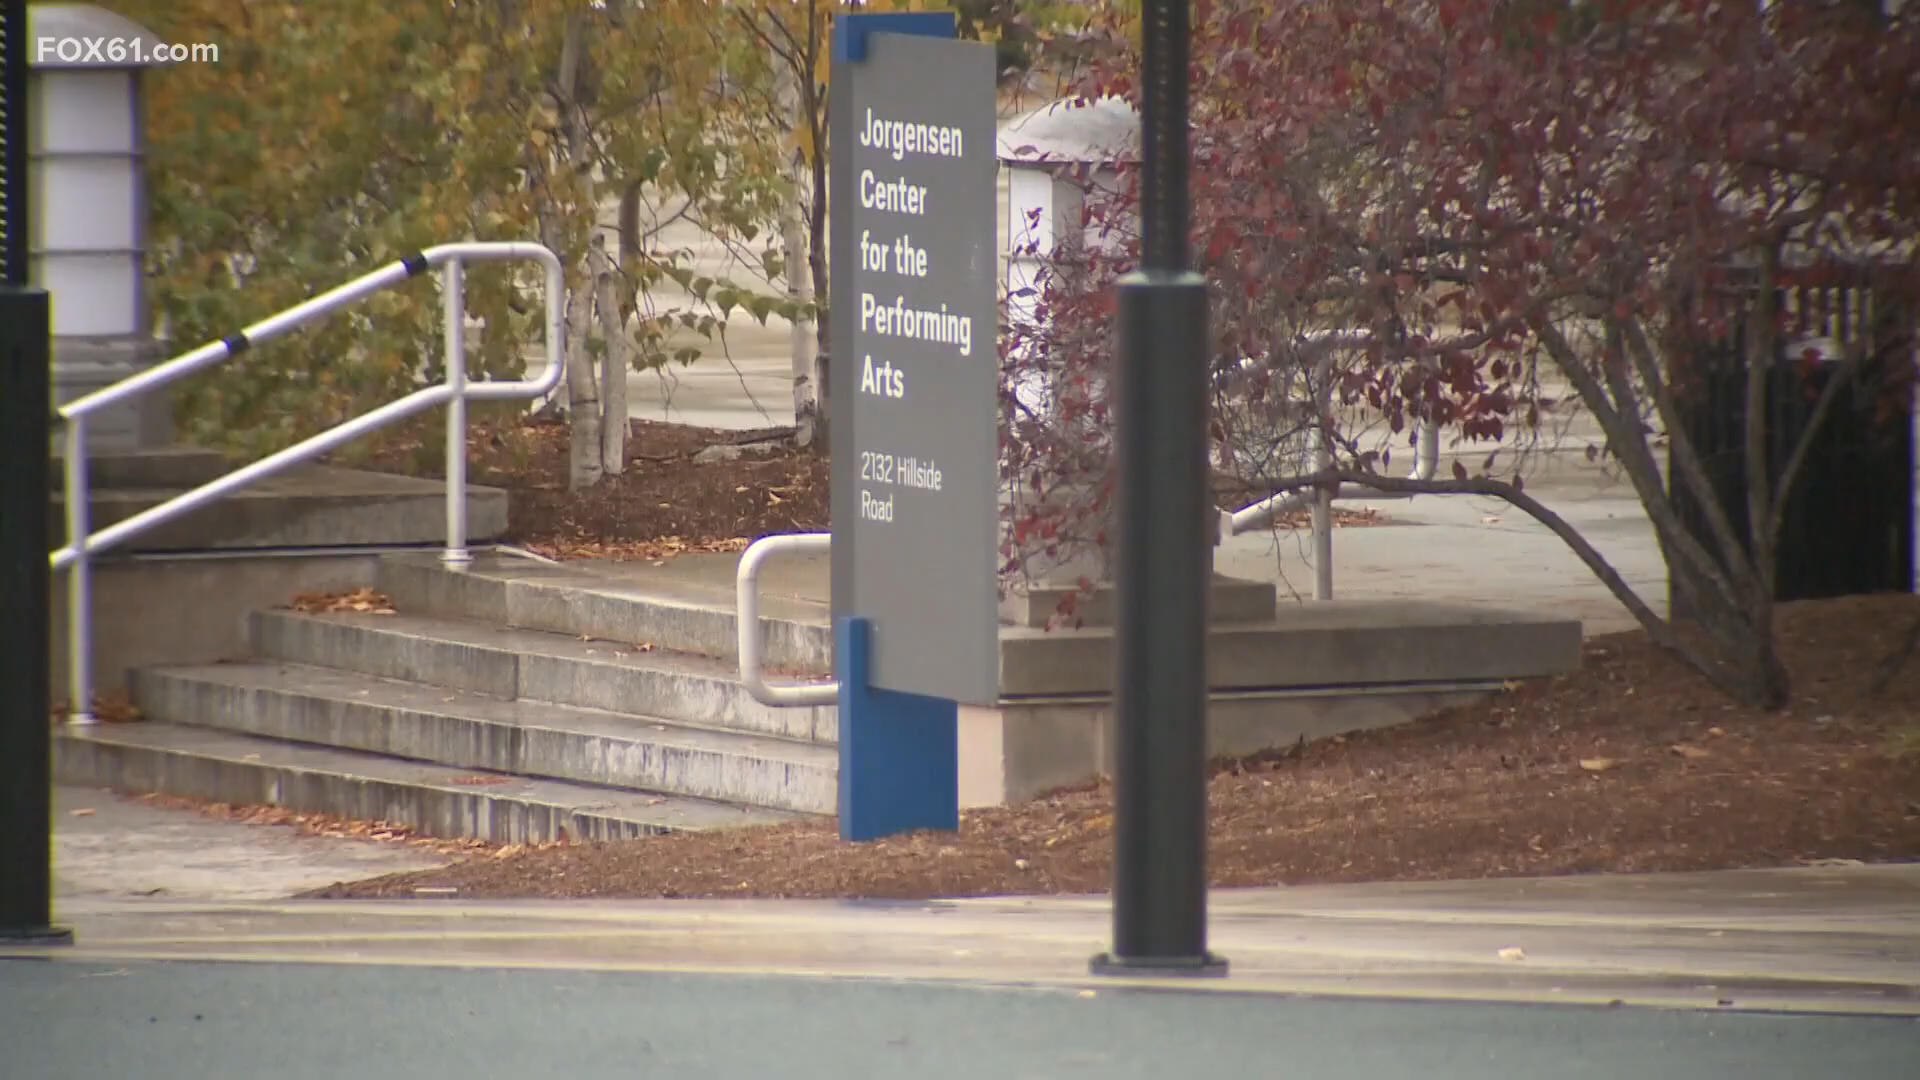 FOX61.com
Jorgensen
Center
for the
Performing
Arts
2132 Hillside
Road